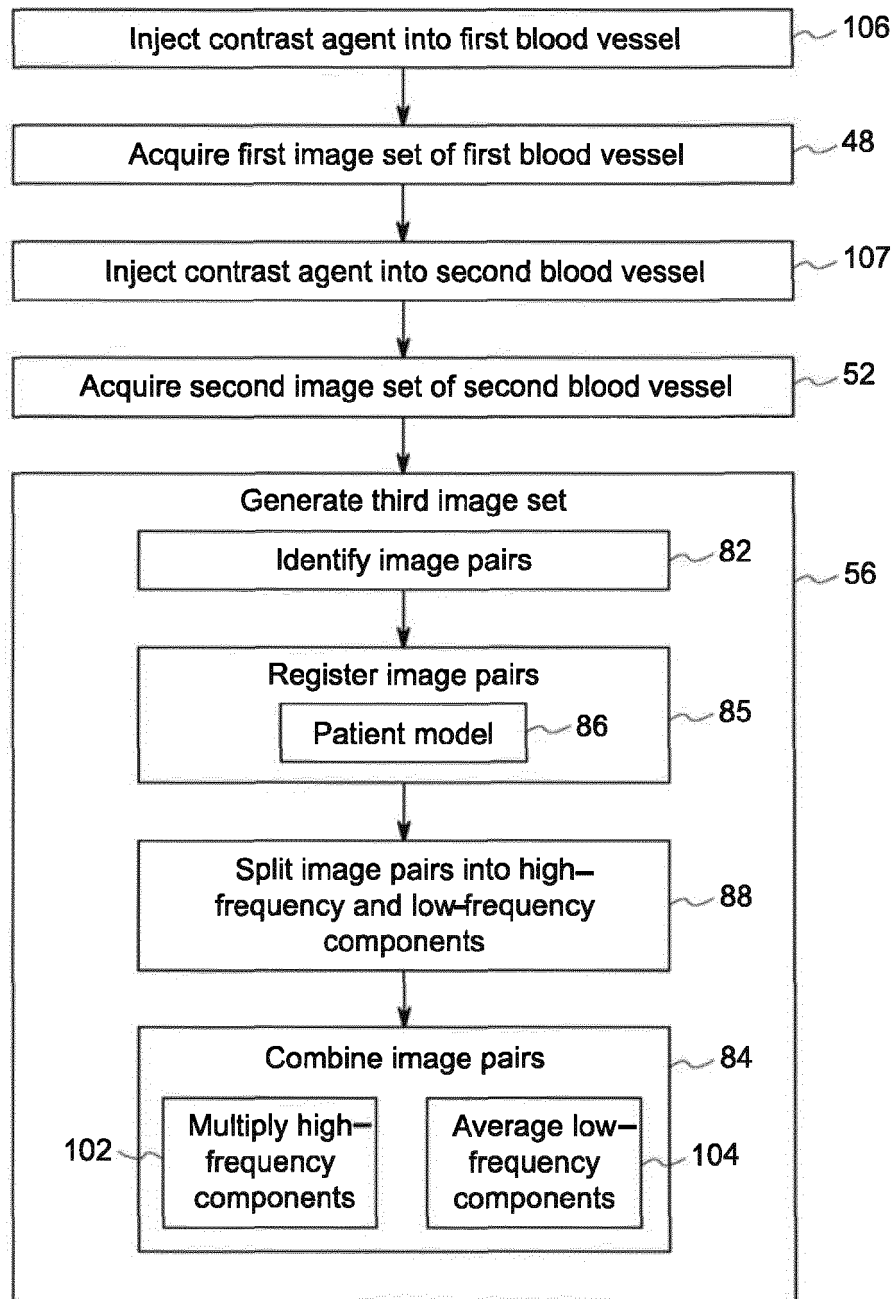 Inject contrast agent into first blood vessel
106
Acquire first image set of first blood vessel
48
Inject contrast agent into second blood vessel
107
Acquire second image set of second blood vessel
52
Generate third image set
56
Identify image pairs
82
Register image pairs
85
Patient model
86
Split image pairs into high–
frequency and low–frequency
components
88
Combine image pairs
84
102
Multiply high–
frequency
components
Average low–
frequency
components
104